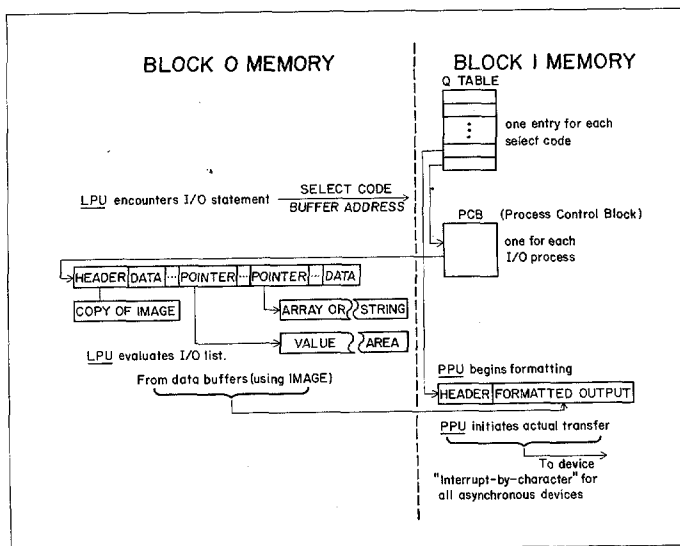 BLOCK 0 MEMORY
BLOCK 1 MEMORY
Q TABLE
one entry for each
select code
LPU encounters I/O statement
SELECT CODE
BUFFER ADDRESS
PCB (Process Control Block)
one for each
I/O process
HEADER DATA ··· POINTER ··· POINTER ··· DATA
COPY OF IMAGE
ARRAY OR STRING
VALUE AREA
LPU evaluates I/O list.
From data buffers (using IMAGE)
PPU begins formatting
HEADER FORMATTED OUTPUT
PPU initiates actual transfer
To device
"Interrupt-by-character" for
all asynchronous devices